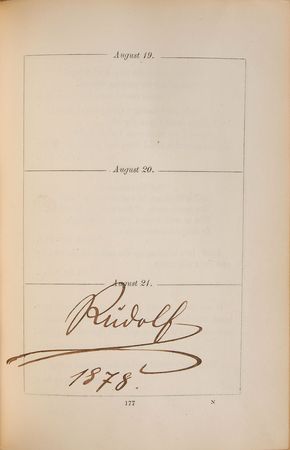 August 19.
August 20.
August 21.
Rudolf
1878.
177 N